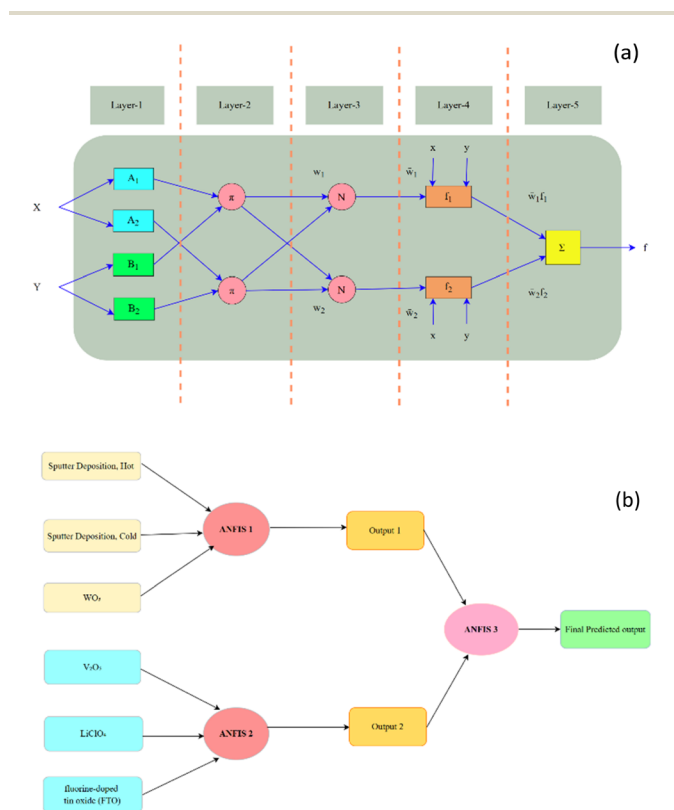 (a)
Layer-1 Layer-2 Layer-3 Layer-4 Layer-5
x y
w₁ w̄₁ w̄₁f₁
A₁
π N f₁
X
A₂
Σ f
B₁
Y
π N f₂
B₂
w₂ w̄₂ w̄₂f₂
x y
(b)
Sputter Deposition, Hot
ANFIS 1 Output 1
Sputter Deposition, Cold
WO₃
ANFIS 3 Final Predicted output
V₂O₅
LiClO₄
ANFIS 2 Output 2
fluorine-doped
tin oxide (FTO)